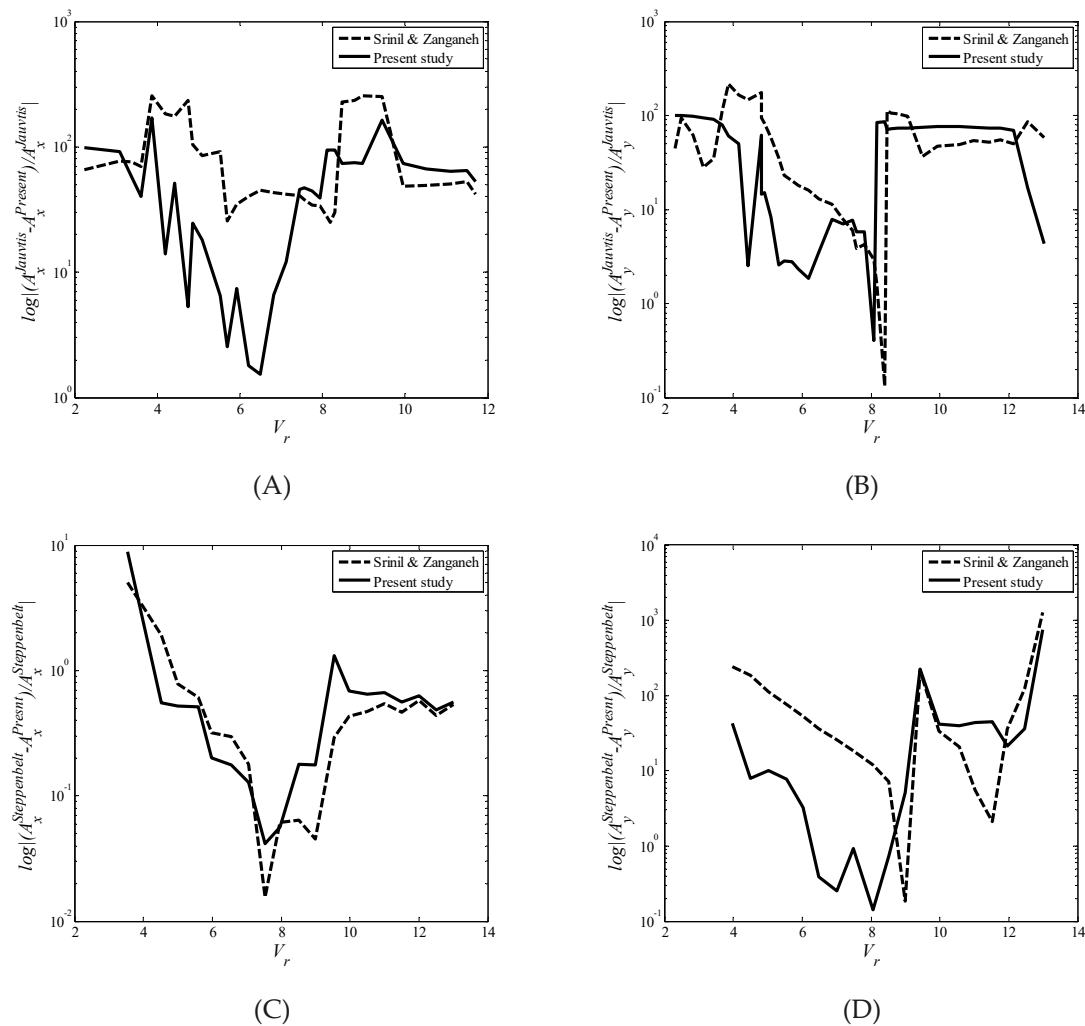 10^3
10^2
10^1
10^0
log|(A_x^Jauvtis-A_x^Present)/A_x^Jauvtis|
Srinil & Zanganeh
Present study
2 4 6 8 10 12
V_r
(A)
10^3
10^2
10^1
10^0
10^-1
log|(A_y^Jauvtis-A_y^Present)/A_y^Jauvtis|
Srinil & Zanganeh
Present study
2 4 6 8 10 12 14
V_r
(B)
10^1
10^0
10^-1
10^-2
log|(A_x^Steppenbelt-A_x^Presnt)/A_x^Steppenbelt|
Srinil & Zanganeh
Present study
2 4 6 8 10 12 14
V_r
(C)
10^4
10^3
10^2
10^1
10^0
10^-1
log|(A_y^Steppenbelt-A_y^Presnt)/A_y^Steppenbelt|
Srinil & Zanganeh
Present study
2 4 6 8 10 12 14
V_r
(D)